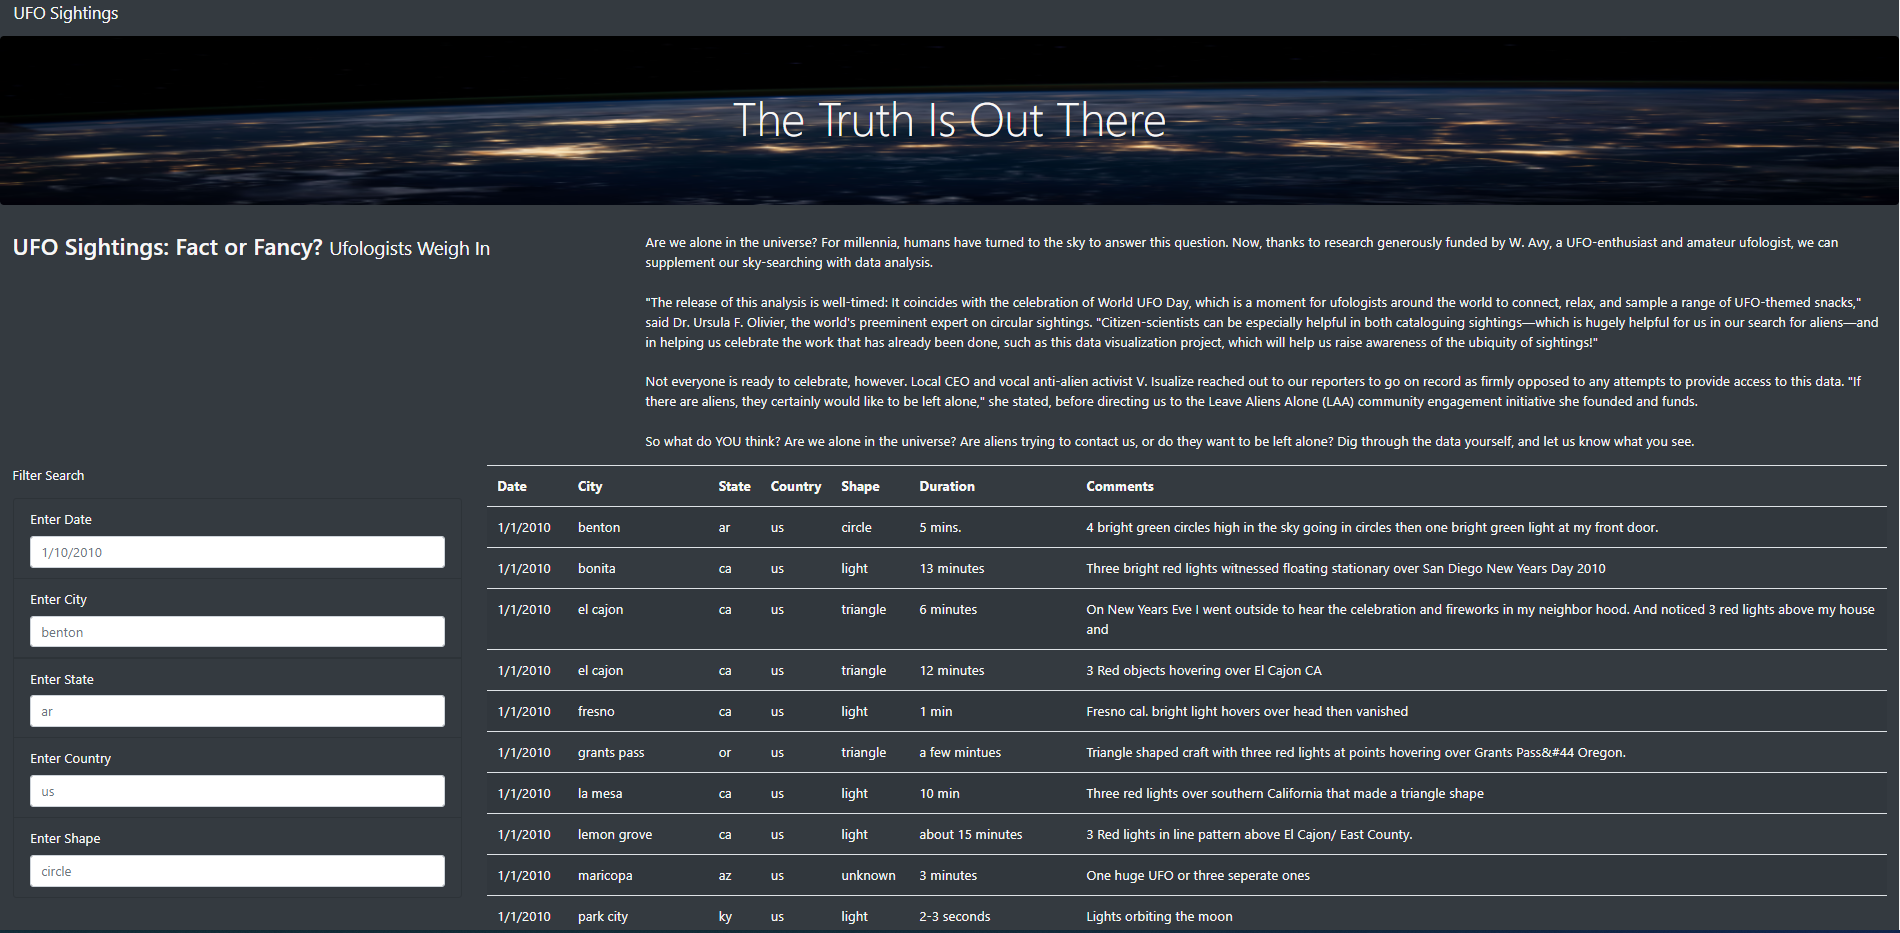 UFO Sightings
The Truth Is Out There
UFO Sightings: Fact or Fancy? Ufologists Weigh In
Are we alone in the universe? For millennia, humans have turned to the sky to answer this question. Now, thanks to research generously funded by W. Avy, a UFO-enthusiast and amateur ufologist, we can
supplement our sky-searching with data analysis.
"The release of this analysis is well-timed: It coincides with the celebration of World UFO Day, which is a moment for ufologists around the world to connect, relax, and sample a range of UFO-themed snacks,"
said Dr. Ursula F. Olivier, the world's preeminent expert on circular sightings. "Citizen-scientists can be especially helpful in both cataloguing sightings—which is hugely helpful for us in our search for aliens—and
in helping us celebrate the work that has already been done, such as this data visualization project, which will help us raise awareness of the ubiquity of sightings!"
Not everyone is ready to celebrate, however. Local CEO and vocal anti-alien activist V. Isualize reached out to our reporters to go on record as firmly opposed to any attempts to provide access to this data. "If
there are aliens, they certainly would like to be left alone," she stated, before directing us to the Leave Aliens Alone (LAA) community engagement initiative she founded and funds.
So what do YOU think? Are we alone in the universe? Are aliens trying to contact us, or do they want to be left alone? Dig through the data yourself, and let us know what you see.
Filter Search
Enter Date
1/10/2010
Enter City
benton
Enter State
ar
Enter Country
us
Enter Shape
circle
Date City State Country Shape Duration Comments
1/1/2010 benton ar us circle 5 mins. 4 bright green circles high in the sky going in circles then one bright green light at my front door.
1/1/2010 bonita ca us light 13 minutes Three bright red lights witnessed floating stationary over San Diego New Years Day 2010
1/1/2010 el cajon ca us triangle 6 minutes On New Years Eve I went outside to hear the celebration and fireworks in my neighbor hood. And noticed 3 red lights above my house
and
1/1/2010 el cajon ca us triangle 12 minutes 3 Red objects hovering over El Cajon CA
1/1/2010 fresno ca us light 1 min Fresno cal. bright light hovers over head then vanished
1/1/2010 grants pass or us triangle a few mintues Triangle shaped craft with three red lights at points hovering over Grants Pass&#44 Oregon.
1/1/2010 la mesa ca us light 10 min Three red lights over southern California that made a triangle shape
1/1/2010 lemon grove ca us light about 15 minutes 3 Red lights in line pattern above El Cajon/ East County.
1/1/2010 maricopa az us unknown 3 minutes One huge UFO or three seperate ones
1/1/2010 park city ky us light 2-3 seconds Lights orbiting the moon